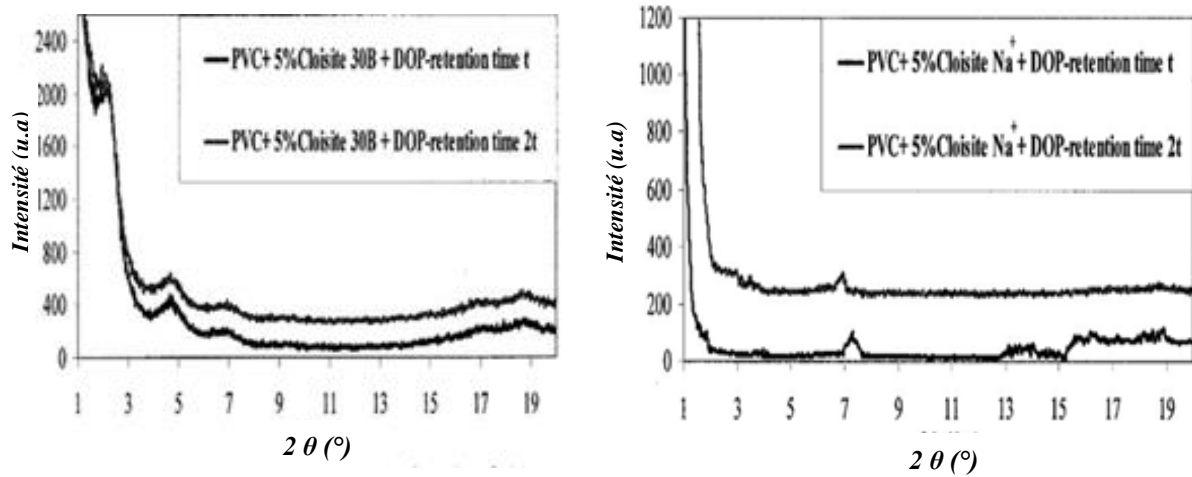 2400
2000
1600
1200
800
400
0
Intensité (u.a)
PVC+ 5%Cloisite 30B + DOP-retention time t
PVC+ 5%Cloisite 30B + DOP-retention time 2t
1 3 5 7 9 11 13 15 17 19
2 θ (°)
1200
1000
800
600
400
200
0
Intensité (u.a)
PVC+ 5%Cloisite Na+ + DOP-retention time t
PVC+ 5%Cloisite Na+ + DOP-retention time 2t
1 3 5 7 9 11 13 15 17 19
2 θ (°)